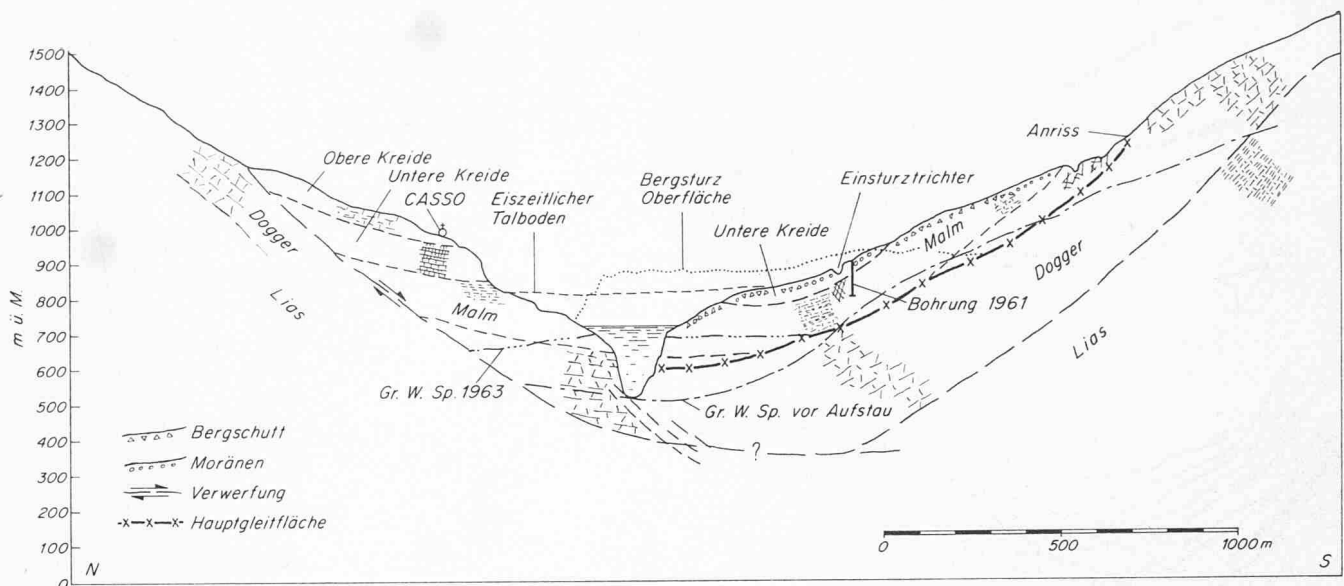 1500
1400
1300
1200
1100
1000
900
800
700
600
500
400
300
200
100
0
m ü. M.
Obere Kreide
Untere Kreide
CASSO
Eiszeitlicher
Talboden
Bergsturz
Oberfläche
Untere Kreide
Einsturztrichter
Anriss
Dogger
Lias
Malm
Malm
Dogger
Lias
Bohrung 1961
Gr. W. Sp. 1963
Gr. W. Sp. vor Aufstau
?
Bergschutt
Moränen
Verwerfung
Hauptgleitfläche
0 500 1000 m
N S